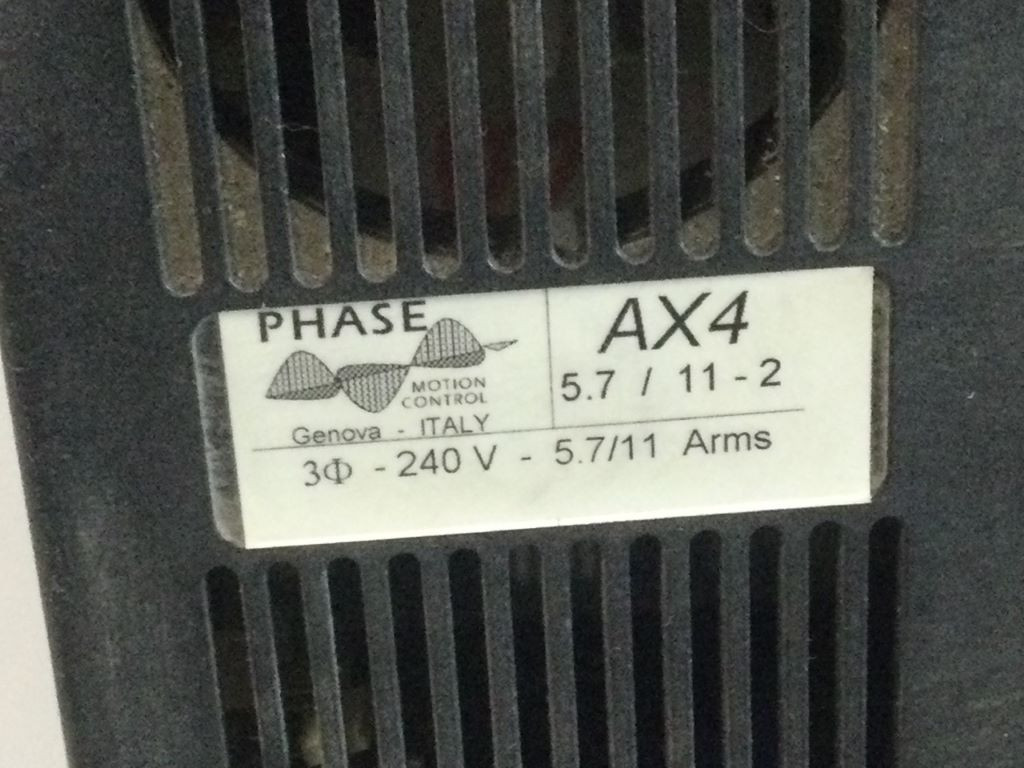 PHASE
MOTION
CONTROL
Genova - ITALY
AX4
5.7 / 11 - 2
3Φ - 240 V - 5.7/11 Arms